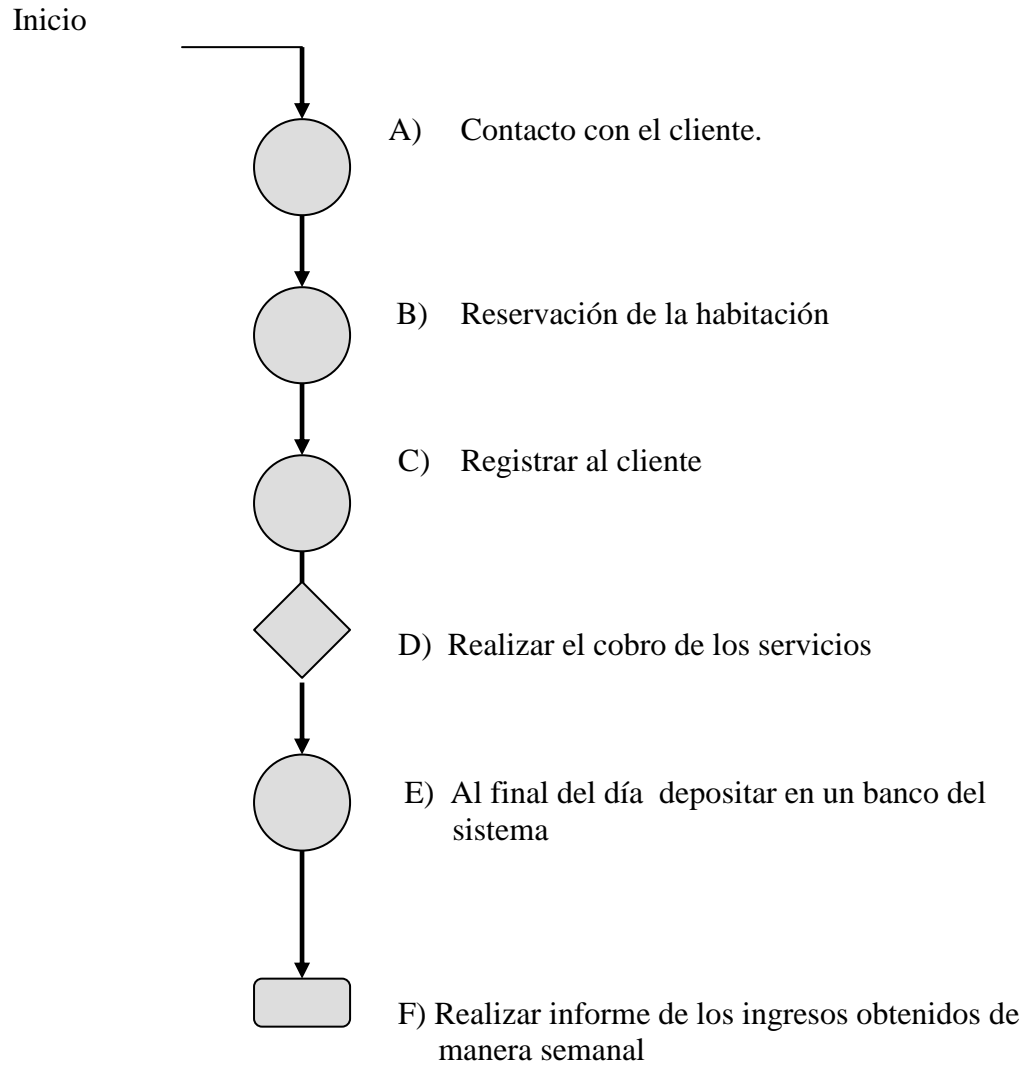 Inicio
A) Contacto con el cliente.
B) Reservación de la habitación
C) Registrar al cliente
D) Realizar el cobro de los servicios
E) Al final del día depositar en un banco del
sistema
F) Realizar informe de los ingresos obtenidos de
manera semanal